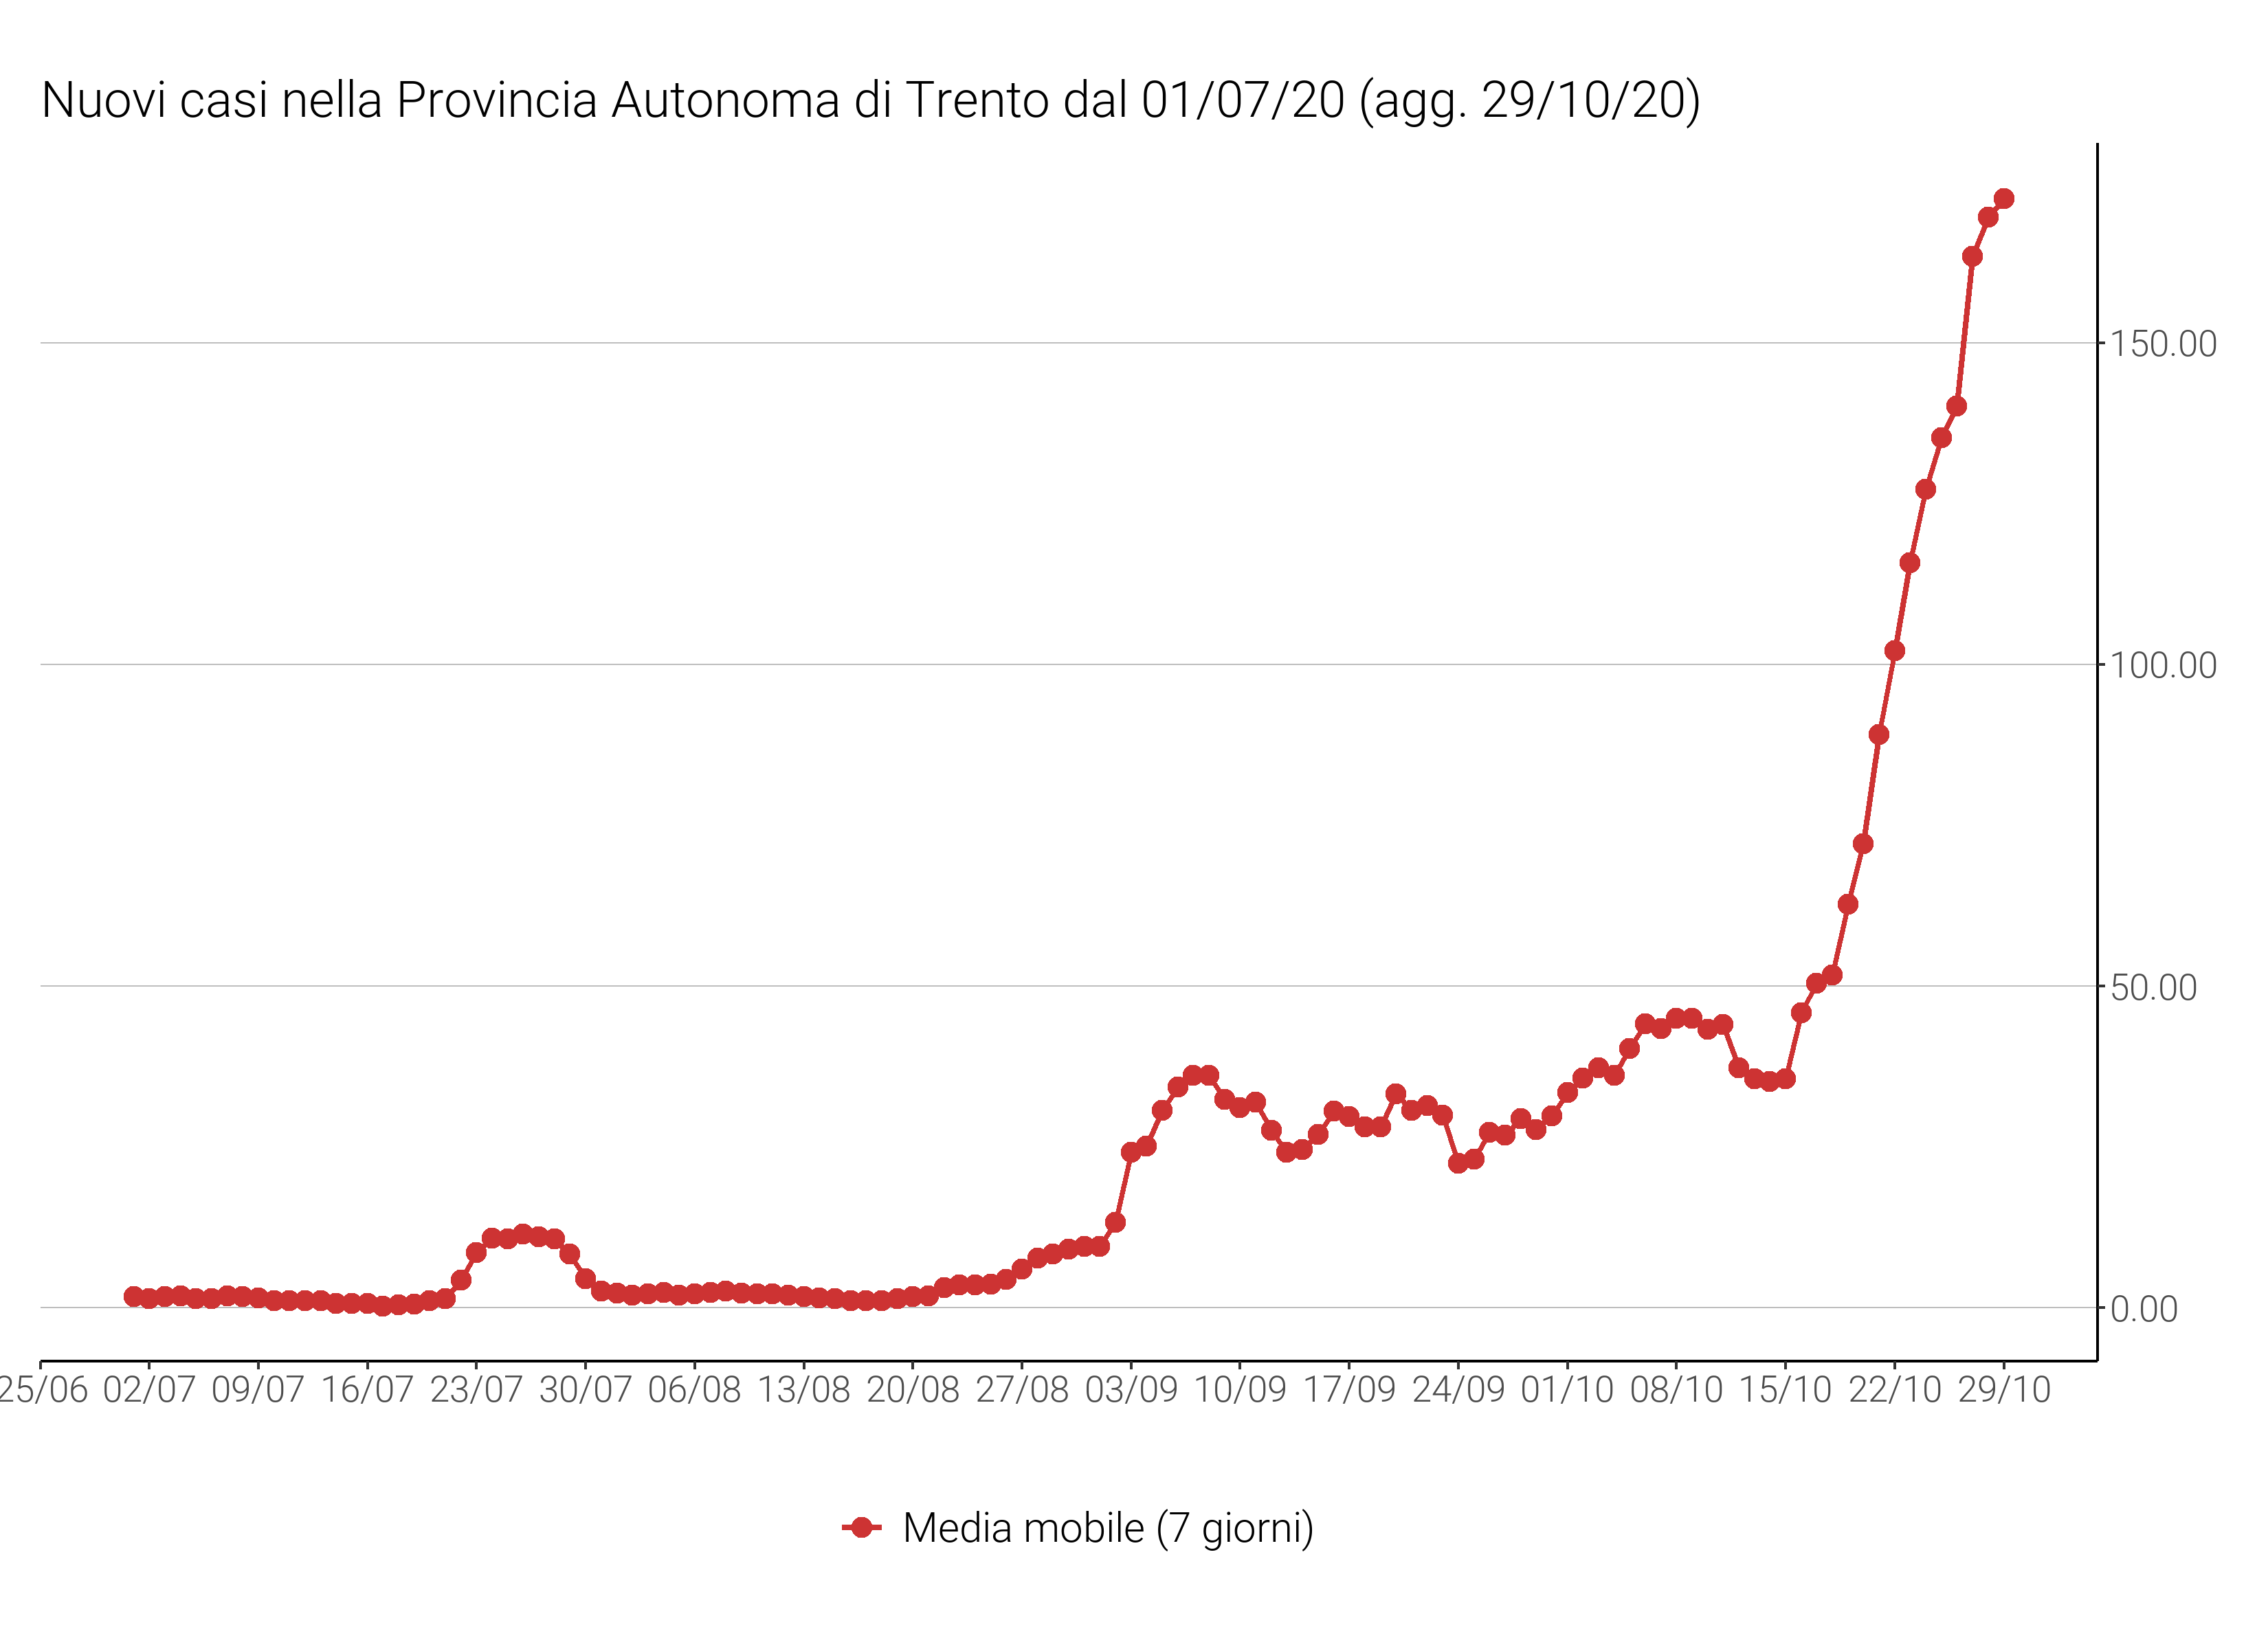 Nuovi casi nella Provincia Autonoma di Trento dal 01/07/20 (agg. 29/10/20)
150.00
100.00
50.00
0.00
25/06 02/07 09/07 16/07 23/07 30/07 06/08 13/08 20/08 27/08 03/09 10/09 17/09 24/09 01/10 08/10 15/10 22/10 29/10
Media mobile (7 giorni)